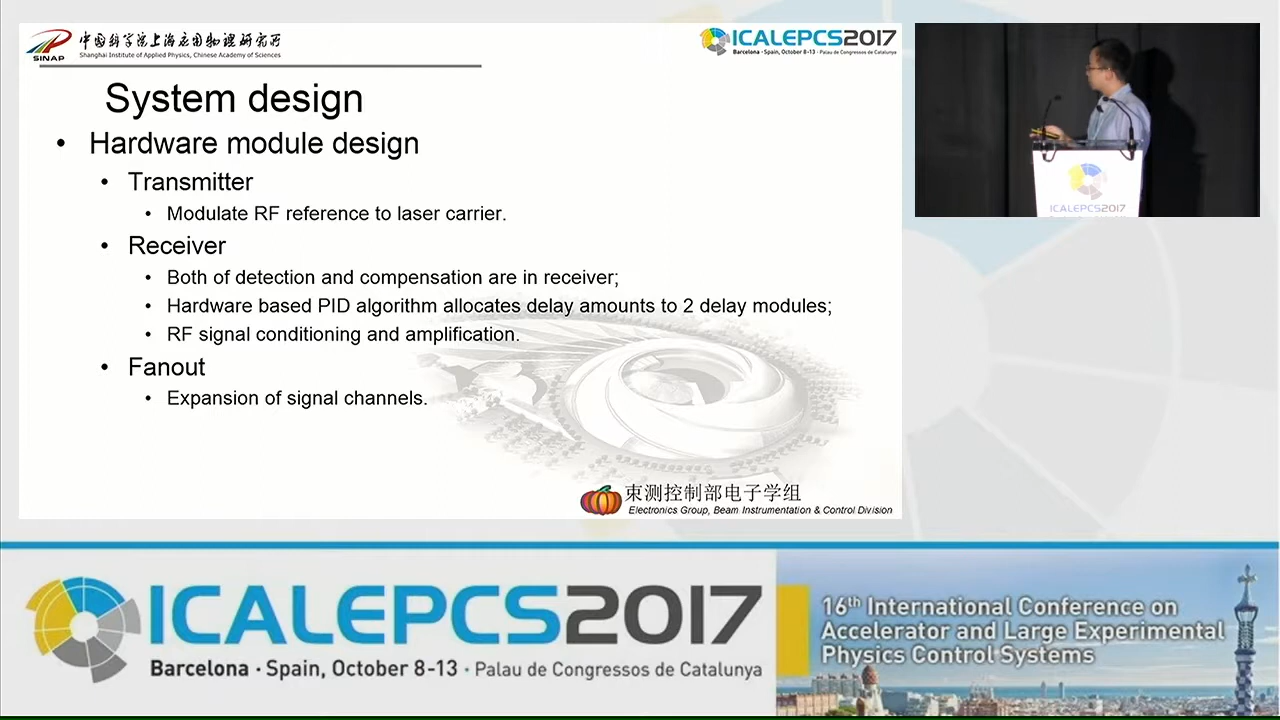 中国科学院上海应用物理研究所
Shanghai Institute of Applied Physics, Chinese Academy of Sciences
SINAP
ICALEPCS2017
Barcelona · Spain, October 8-13 · Palau de Congressos de Catalunya
System design
• Hardware module design
• Transmitter
• Modulate RF reference to laser carrier.
• Receiver
• Both of detection and compensation are in receiver;
• Hardware based PID algorithm allocates delay amounts to 2 delay modules;
• RF signal conditioning and amplification.
• Fanout
• Expansion of signal channels.
束测控制部电子学组
Electronics Group, Beam Instrumentation & Control Division
ICALEPCS2017
ICALEPCS2017
Barcelona · Spain, October 8-13 · Palau de Congressos de Catalunya
16th International Conference on
Accelerator and Large Experimental
Physics Control Systems